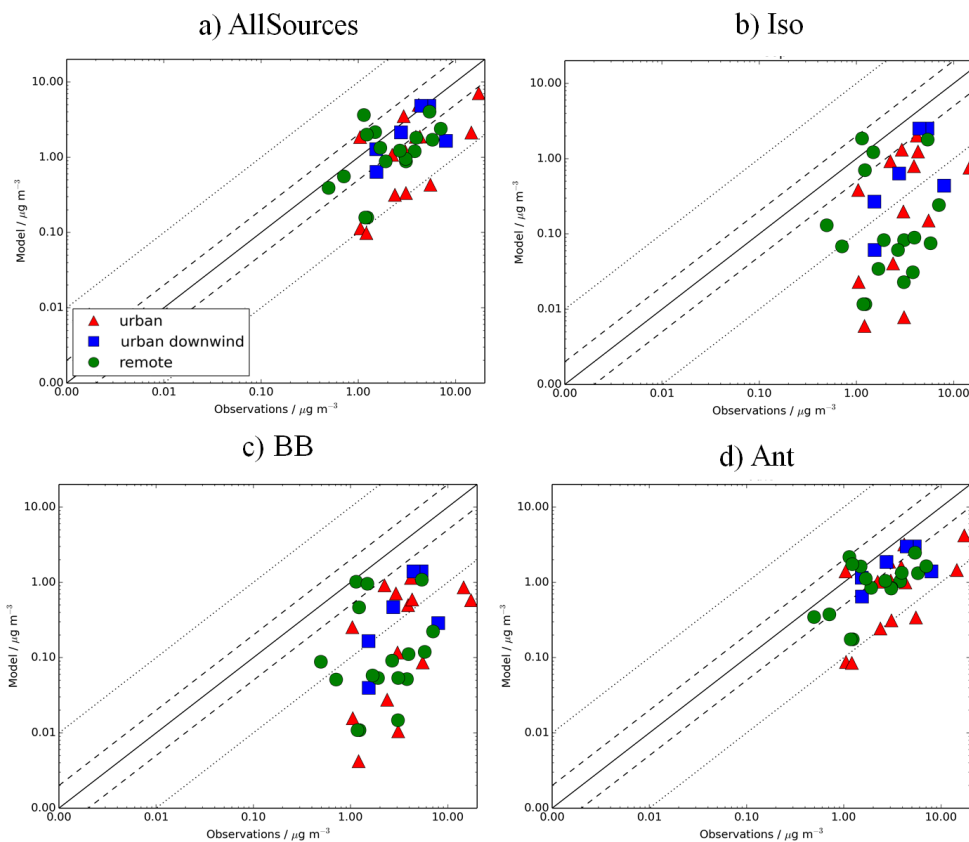 a) AllSources
10.00
1.00
0.10
0.01
0.00
Model / μg m⁻³
urban
urban downwind
remote
0.00 0.01 0.10 1.00 10.00
Observations / μg m⁻³
b) Iso
10.00
1.00
0.10
0.01
0.00
Model / μg m⁻³
0.00 0.01 0.10 1.00 10.00
Observations / μg m⁻³
c) BB
10.00
1.00
0.10
0.01
0.00
Model / μg m⁻³
0.00 0.01 0.10 1.00 10.00
Observations / μg m⁻³
d) Ant
10.00
1.00
0.10
0.01
0.00
Model / μg m⁻³
0.00 0.01 0.10 1.00 10.00
Observations / μg m⁻³